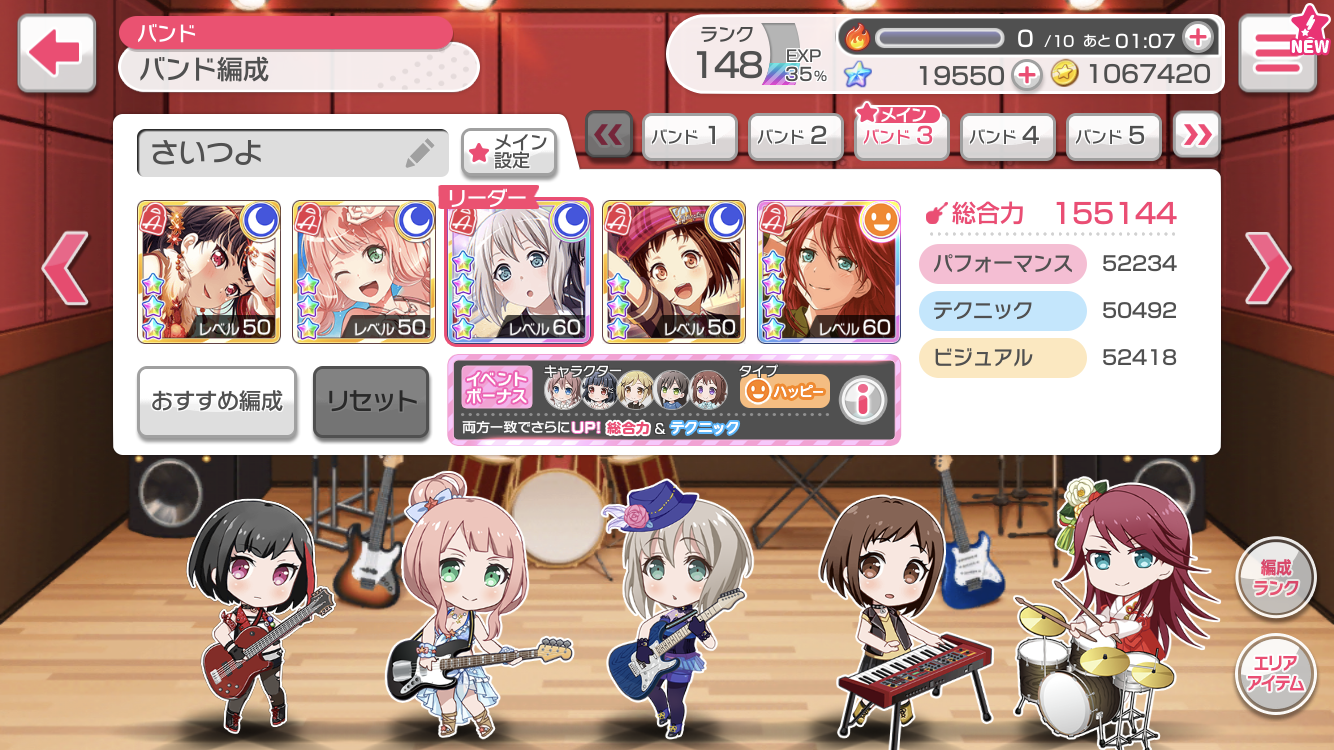 バンド
バンド編成
ランク
148
EXP
35%
0 /10 あと01:07
19550
1067420
NEW
さいつよ
メイン
設定
バンド 1
バンド 2
メイン
バンド 3
バンド 4
バンド 5
リーダー
レベル 50
レベル 50
レベル 60
レベル 50
レベル 60
総合力 155144
パフォーマンス 52234
テクニック 50492
ビジュアル 52418
おすすめ編成
リセット
イベント
ボーナス
キャラクター
タイプ
ハッピー
両方一致でさらにUP! 総合力 & テクニック
編成
ランク
エリア
アイテム